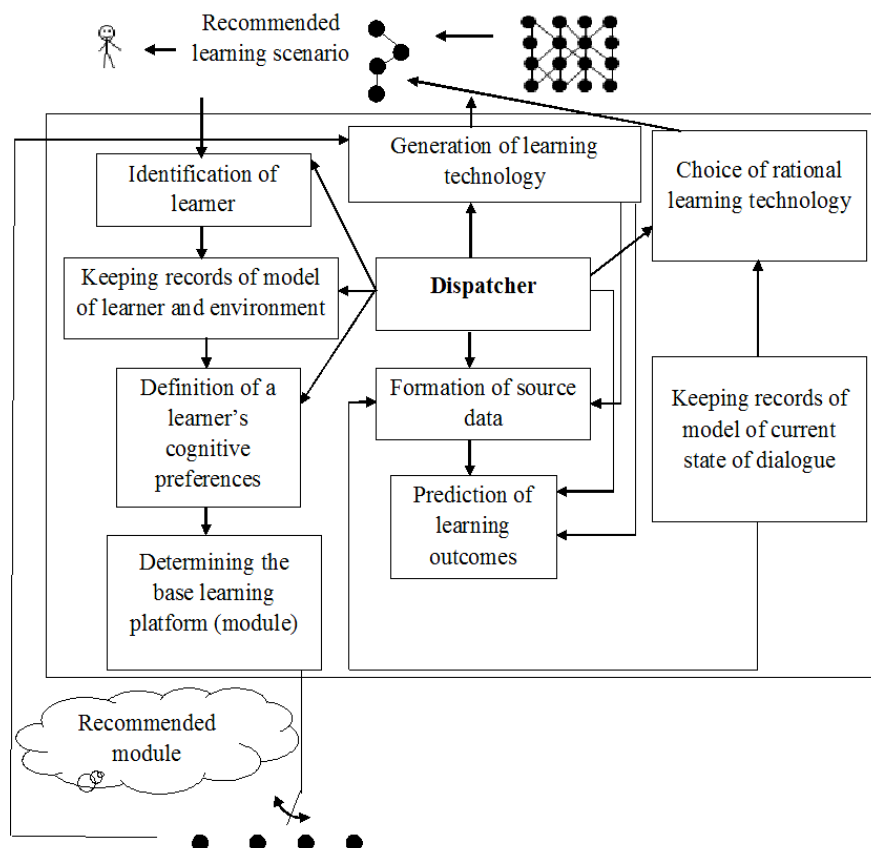 Recommended
learning scenario
Generation of learning
technology
Choice of rational
learning technology
Identification of
learner
Keeping records of model
of learner and environment
Dispatcher
Definition of a
learner’s
cognitive
preferences
Formation of source
data
Keeping records of
model of current
state of dialogue
Prediction of
learning
outcomes
Determining the
base learning
platform (module)
Recommended
module